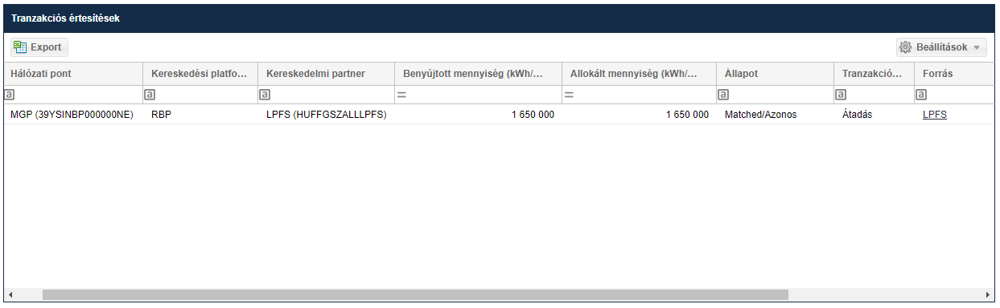 Tranzakciós értesítések
Export Beállítások
Hálózati pont Kereskedési platfo... Kereskedelmi partner Benyújtott mennyiség (kWh/... Allokált mennyiség (kWh/... Állapot Tranzakció... Forrás
a a a = = a a a
MGP (39YSINBP000000NE) RBP LPFS (HUFFGSZALLLPFS) 1 650 000 1 650 000 Matched/Azonos Átadás LPFS